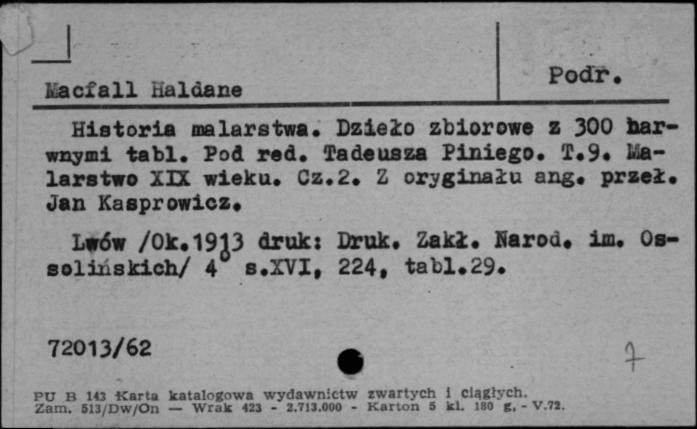 Podr.
Macfall Haldane
Historia malarstwa. Dzieło zbiorowe z 300 bar-
wnymi tabl. Pod red. Tadeusza Piniego. T.9. Ma-
larstwo XIX wieku. Cz.2. Z oryginału ang. przeł.
Jan Kasprowicz.
Lwów /Ok.1913 druk: Druk. Zakł. Narod. im. Os-
solińskich/ 4° s.XVI, 224, tabl.29.
72013/62
7
PU B 143 Karta katalogowa wydawnictw zwartych i ciągłych.
Zam. 513/Dw/On — Wrak 423 - 2.713.000 - Karton 5 kl. 180 g, - V.72.